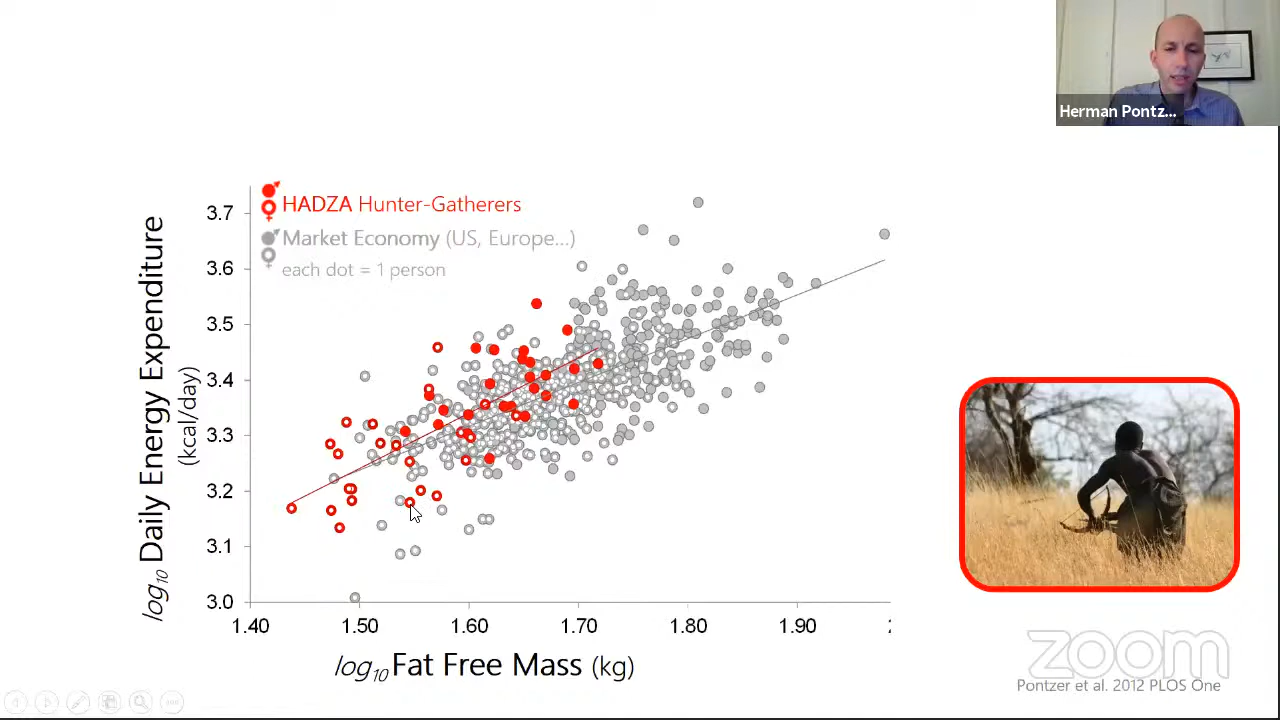 Herman Pontz...
HADZA Hunter-Gatherers
Market Economy (US, Europe...)
each dot = 1 person
log10 Daily Energy Expenditure
(kcal/day)
3.7
3.6
3.5
3.4
3.3
3.2
3.1
3.0
1.40 1.50 1.60 1.70 1.80 1.90
log10 Fat Free Mass (kg)
zoom
Pontzer et al. 2012 PLOS One